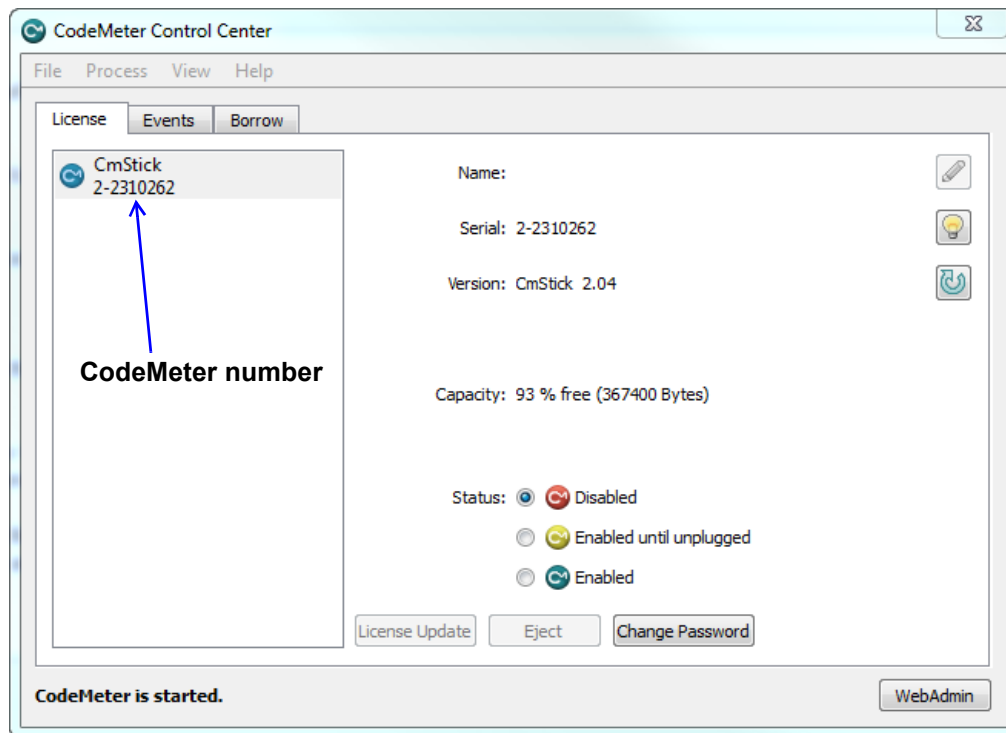 CodeMeter Control Center
File Process View Help
License Events Borrow
CmStick
2-2310262
CodeMeter number
Name:
Serial: 2-2310262
Version: CmStick 2.04
Capacity: 93 % free (367400 Bytes)
Status: Disabled
Enabled until unplugged
Enabled
License Update Eject Change Password
CodeMeter is started. WebAdmin